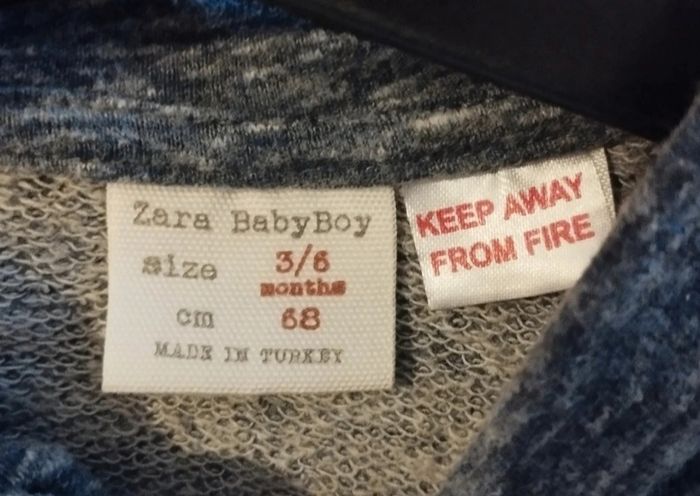 Zara BabyBoy
size 3/6
months
cm 68
MADE IN TURKEY
KEEP AWAY
FROM FIRE